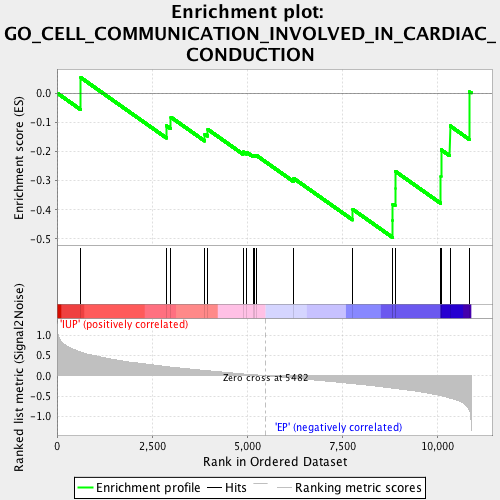 Enrichment plot:
GO_CELL_COMMUNICATION_INVOLVED_IN_CARDIAC_
CONDUCTION
Enrichment score (ES)
0.0
-0.1
-0.2
-0.3
-0.4
-0.5
'IUP' (positively correlated)
Ranked list metric (Signal2Noise)
1.0
0.5
0.0
-0.5
-1.0
Zero cross at 5482
'EP' (negatively correlated)
0 2,500 5,000 7,500 10,000
Rank in Ordered Dataset
Enrichment profile Hits Ranking metric scores